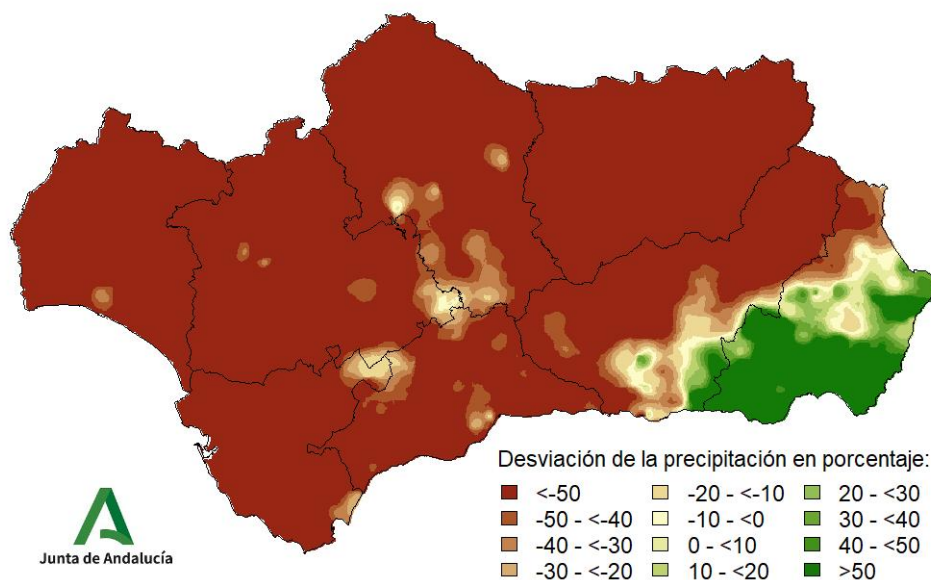 Desviación de la precipitación en porcentaje:
<-50
-50 - <-40
-40 - <-30
-30 - <-20
-20 - <-10
-10 - <0
0 - <10
10 - <20
20 - <30
30 - <40
40 - <50
>50
Junta de Andalucía